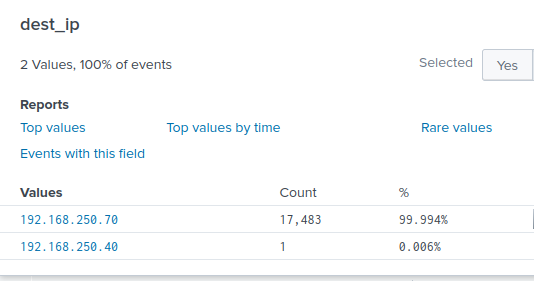 dest_ip
2 Values, 100% of events Selected Yes
Reports
Top values Top values by time Rare values
Events with this field
Values Count %
192.168.250.70 17,483 99.994%
192.168.250.40 1 0.006%